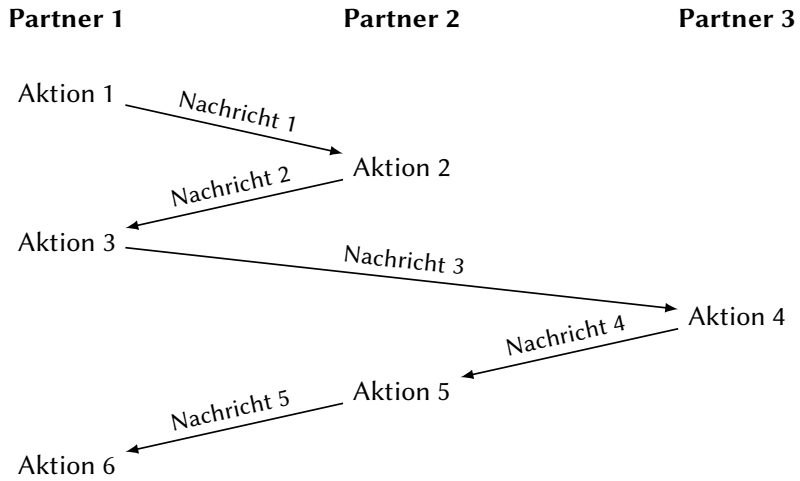 Partner 1 Partner 2 Partner 3
Aktion 1
Nachricht 1
Aktion 2
Nachricht 2
Aktion 3
Nachricht 3
Aktion 4
Nachricht 4
Aktion 5
Nachricht 5
Aktion 6